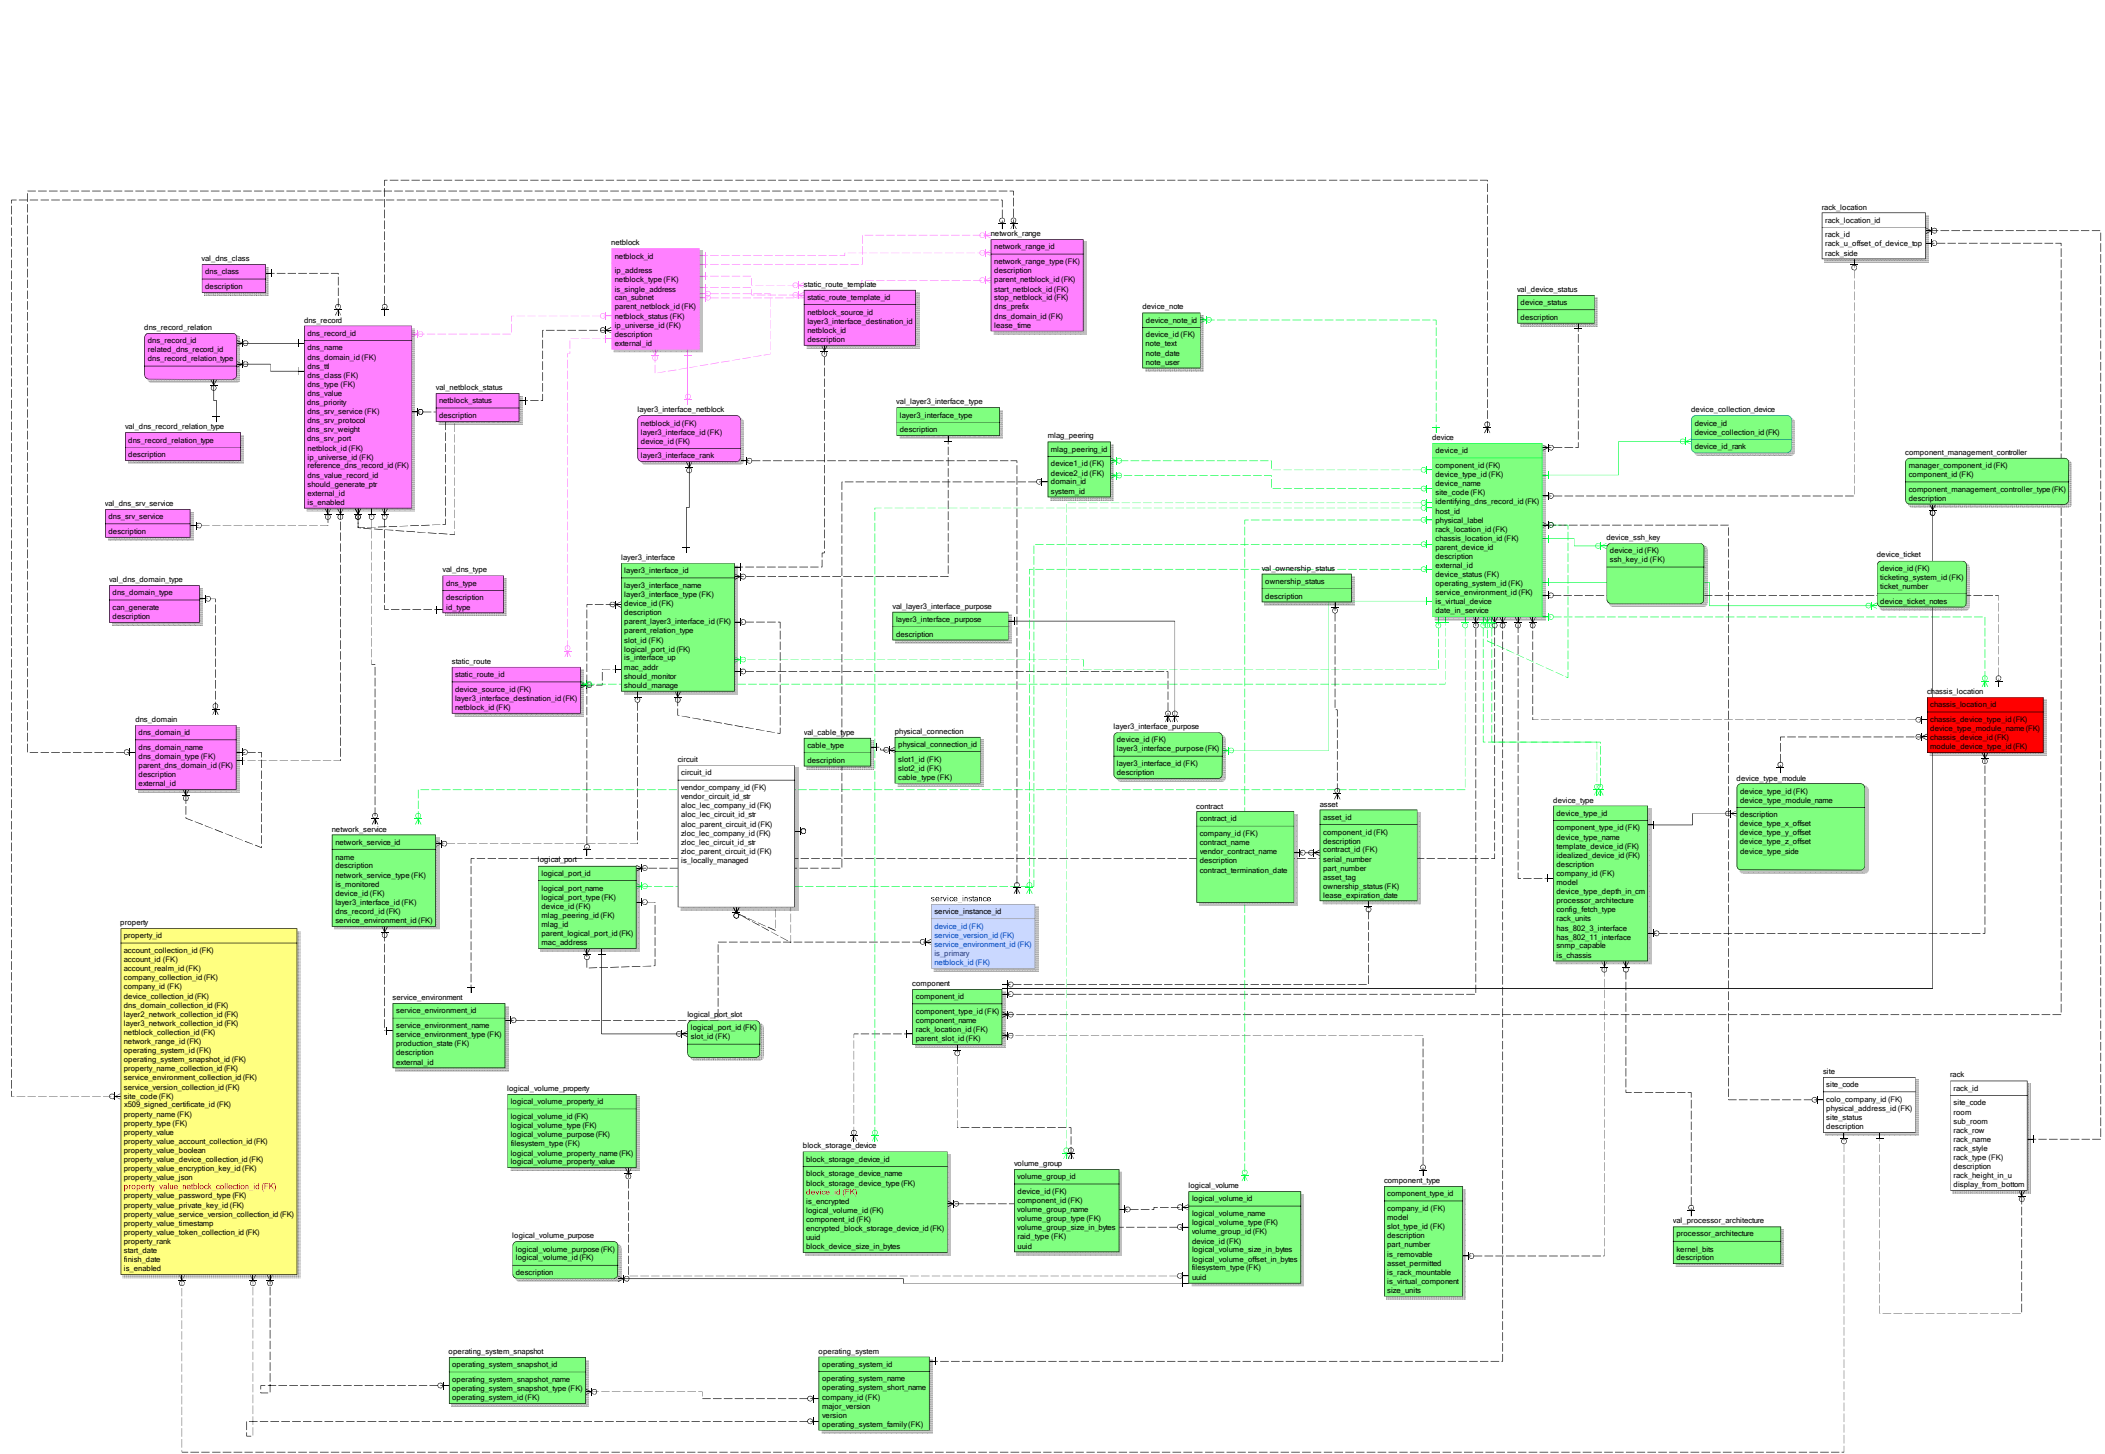 rack_location
rack_location_id
rack_id
rack_u_offset_of_device_top
rack_side
netblock
netblock_id
ip_address
netblock_type (FK)
is_single_address
can_subnet
parent_netblock_id (FK)
netblock_status (FK)
ip_universe_id (FK)
description
external_id
network_range
network_range_id
network_range_type (FK)
description
parent_netblock_id (FK)
start_netblock_id (FK)
stop_netblock_id (FK)
dns_prefix
dns_domain_id (FK)
lease_time
val_dns_class
dns_class
description
static_route_template
static_route_template_id
netblock_source_id
layer3_interface_destination_id
netblock_id
description
val_device_status
device_status
description
device_note
device_note_id
device_id (FK)
note_text
note_date
note_user
dns_record_relation
dns_record_id
related_dns_record_id
dns_record_relation_type
dns_record
dns_record_id
dns_name
dns_domain_id (FK)
dns_ttl
dns_class (FK)
dns_type (FK)
dns_value
dns_priority
dns_srv_service (FK)
dns_srv_protocol
dns_srv_weight
dns_srv_port
netblock_id (FK)
ip_universe_id (FK)
reference_dns_record_id (FK)
dns_value_record_id
should_generate_ptr
external_id
is_enabled
val_netblock_status
netblock_status
description
val_dns_record_relation_type
dns_record_relation_type
description
layer3_interface_netblock
netblock_id (FK)
layer3_interface_id (FK)
device_id (FK)
layer3_interface_rank
val_layer3_interface_type
layer3_interface_type
description
mlag_peering
mlag_peering_id
device1_id (FK)
device2_id (FK)
domain_id
system_id
device
device_id
component_id (FK)
device_type_id (FK)
device_name
site_code (FK)
identifying_dns_record_id (FK)
host_id
physical_label
rack_location_id (FK)
chassis_location_id (FK)
parent_device_id
description
external_id
device_status (FK)
operating_system_id (FK)
service_environment_id (FK)
is_virtual_device
date_in_service
device_collection_device
device_id
device_collection_id (FK)
device_id_rank
component_management_controller
manager_component_id (FK)
component_id (FK)
component_management_controller_type (FK)
description
val_dns_srv_service
dns_srv_service
description
device_ssh_key
device_id (FK)
ssh_key_id (FK)
device_ticket
device_id (FK)
ticketing_system_id (FK)
ticket_number
device_ticket_notes
val_dns_domain_type
dns_domain_type
can_generate
description
val_dns_type
dns_type
description
id_type
layer3_interface
layer3_interface_id
layer3_interface_name
layer3_interface_type (FK)
device_id (FK)
description
parent_layer3_interface_id (FK)
parent_relation_type
slot_id (FK)
logical_port_id (FK)
is_interface_up
mac_addr
should_monitor
should_manage
val_ownership_status
ownership_status
description
val_layer3_interface_purpose
layer3_interface_purpose
description
static_route
static_route_id
device_source_id (FK)
layer3_interface_destination_id (FK)
netblock_id (FK)
chassis_location
chassis_location_id
chassis_device_type_id (FK)
device_type_module_name (FK)
chassis_device_id (FK)
module_device_type_id (FK)
dns_domain
dns_domain_id
dns_domain_name
dns_domain_type (FK)
parent_dns_domain_id (FK)
description
external_id
val_cable_type
cable_type
description
physical_connection
physical_connection_id
slot1_id (FK)
slot2_id (FK)
cable_type (FK)
layer3_interface_purpose
device_id (FK)
layer3_interface_purpose (FK)
layer3_interface_id (FK)
description
circuit
circuit_id
vendor_company_id (FK)
vendor_circuit_id_str
aloc_lec_company_id (FK)
aloc_lec_circuit_id_str
aloc_parent_circuit_id (FK)
zloc_lec_company_id (FK)
zloc_lec_circuit_id_str
zloc_parent_circuit_id (FK)
is_locally_managed
device_type_module
device_type_id (FK)
device_type_module_name
description
device_type_x_offset
device_type_y_offset
device_type_z_offset
device_type_side
contract
contract_id
company_id (FK)
contract_name
vendor_contract_name
description
contract_termination_date
asset
asset_id
component_id (FK)
description
contract_id (FK)
serial_number
part_number
asset_tag
ownership_status (FK)
lease_expiration_date
device_type
device_type_id
component_type_id (FK)
device_type_name
template_device_id (FK)
idealized_device_id (FK)
description
company_id (FK)
model
device_type_depth_in_cm
processor_architecture
config_fetch_type
rack_units
has_802_3_interface
has_802_11_interface
snmp_capable
is_chassis
network_service
network_service_id
name
description
network_service_type (FK)
is_monitored
device_id (FK)
layer3_interface_id (FK)
dns_record_id (FK)
service_environment_id (FK)
logical_port
logical_port_id
logical_port_name
logical_port_type (FK)
device_id (FK)
mlag_peering_id (FK)
mlag_id
parent_logical_port_id (FK)
mac_address
service_instance
service_instance_id
device_id (FK)
service_version_id (FK)
service_environment_id (FK)
is_primary
netblock_id (FK)
property
property_id
account_collection_id (FK)
account_id (FK)
account_realm_id (FK)
company_collection_id (FK)
company_id (FK)
device_collection_id (FK)
dns_domain_collection_id (FK)
layer2_network_collection_id (FK)
layer3_network_collection_id (FK)
netblock_collection_id (FK)
network_range_id (FK)
operating_system_id (FK)
operating_system_snapshot_id (FK)
property_name_collection_id (FK)
service_environment_collection_id (FK)
service_version_collection_id (FK)
site_code (FK)
x509_signed_certificate_id (FK)
property_name (FK)
property_type (FK)
property_value
property_value_account_collection_id (FK)
property_value_boolean
property_value_device_collection_id (FK)
property_value_encryption_key_id (FK)
property_value_json
property_value_netblock_collection_id (FK)
property_value_password_type (FK)
property_value_private_key_id (FK)
property_value_service_version_collection_id (FK)
property_value_timestamp
property_value_token_collection_id (FK)
property_rank
start_date
finish_date
is_enabled
service_environment
service_environment_id
service_environment_name
service_environment_type (FK)
production_state (FK)
description
external_id
logical_port_slot
logical_port_id (FK)
slot_id (FK)
component
component_id
component_type_id (FK)
component_name
rack_location_id (FK)
parent_slot_id (FK)
site
site_code
colo_company_id (FK)
physical_address_id (FK)
site_status
description
rack
rack_id
site_code
room
sub_room
rack_row
rack_name
rack_style
rack_type (FK)
description
rack_height_in_u
display_from_bottom
logical_volume_property
logical_volume_property_id
logical_volume_id (FK)
logical_volume_type (FK)
logical_volume_purpose (FK)
filesystem_type (FK)
logical_volume_property_name (FK)
logical_volume_property_value
block_storage_device
block_storage_device_id
block_storage_device_name
block_storage_device_type (FK)
device_id (FK)
is_encrypted
logical_volume_id (FK)
component_id (FK)
encrypted_block_storage_device_id (FK)
uuid
block_device_size_in_bytes
volume_group
volume_group_id
device_id (FK)
component_id (FK)
volume_group_name
volume_group_type (FK)
volume_group_size_in_bytes
raid_type (FK)
uuid
logical_volume
logical_volume_id
logical_volume_name
logical_volume_type (FK)
volume_group_id (FK)
device_id (FK)
logical_volume_size_in_bytes
logical_volume_offset_in_bytes
filesystem_type (FK)
uuid
component_type
component_type_id
company_id (FK)
model
slot_type_id (FK)
description
part_number
is_removable
asset_permitted
is_rack_mountable
is_virtual_component
size_units
val_processor_architecture
processor_architecture
kernel_bits
description
logical_volume_purpose
logical_volume_purpose (FK)
logical_volume_id (FK)
description
operating_system_snapshot
operating_system_snapshot_id
operating_system_snapshot_name
operating_system_snapshot_type (FK)
operating_system_id (FK)
operating_system
operating_system_id
operating_system_name
operating_system_short_name
company_id (FK)
major_version
version
operating_system_family (FK)